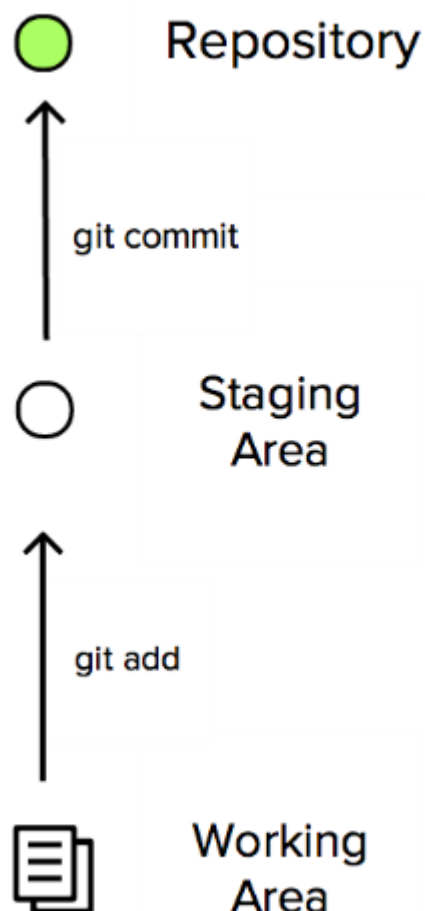 Repository
git commit
Staging
Area
git add
Working
Area